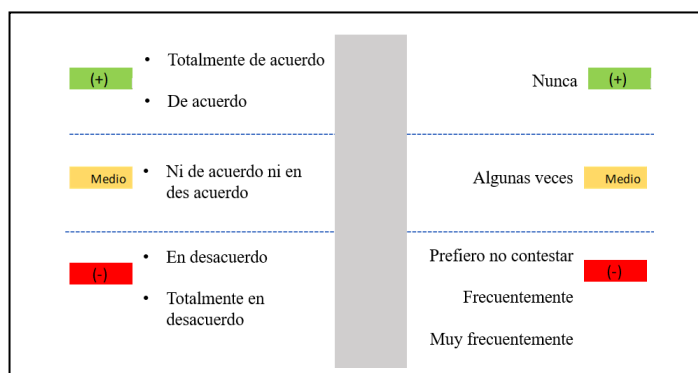 (+)
• Totalmente de acuerdo
• De acuerdo
Nunca
(+)
Medio
• Ni de acuerdo ni en
des acuerdo
Algunas veces
Medio
(-)
• En desacuerdo
• Totalmente en
desacuerdo
Prefiero no contestar
(-)
Frecuentemente
Muy frecuentemente